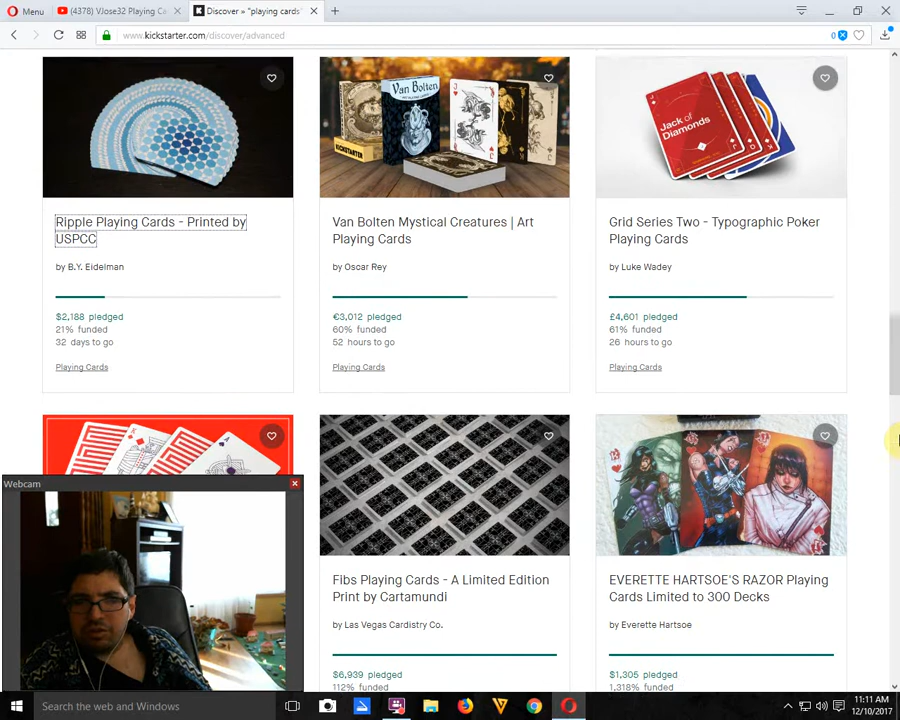 Menu
(4378) VJose32 Playing Ca
Discover » "playing cards"
www.kickstarter.com/discover/advanced
0
Van Bolten
KICKSTARTER
Jack of
Diamonds
Ripple Playing Cards - Printed by
USPCC
by B.Y. Eidelman
$2,188 pledged
21% funded
32 days to go
Playing Cards
Van Bolten Mystical Creatures | Art
Playing Cards
by Oscar Rey
€3,012 pledged
60% funded
52 hours to go
Playing Cards
Grid Series Two - Typographic Poker
Playing Cards
by Luke Wadey
£4,601 pledged
61% funded
26 hours to go
Playing Cards
Webcam
Fibs Playing Cards - A Limited Edition
Print by Cartamundi
by Las Vegas Cardistry Co.
$6,939 pledged
112% funded
EVERETTE HARTSOE'S RAZOR Playing
Cards Limited to 300 Decks
by Everette Hartsoe
$1,305 pledged
1,318% funded
Search the web and Windows
11:11 AM
12/10/2017